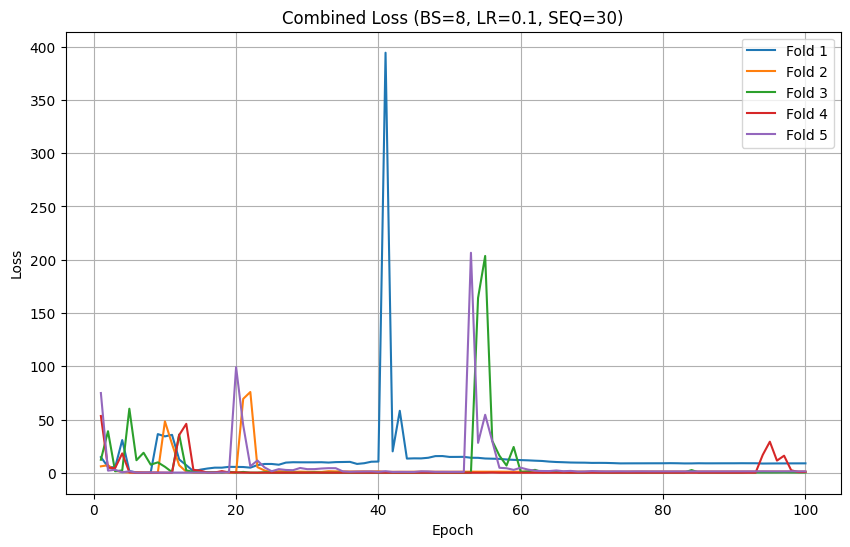 Combined Loss (BS=8, LR=0.1, SEQ=30)
400
350
300
250
200
150
100
50
0
Loss
0 20 40 60 80 100
Epoch
Fold 1
Fold 2
Fold 3
Fold 4
Fold 5